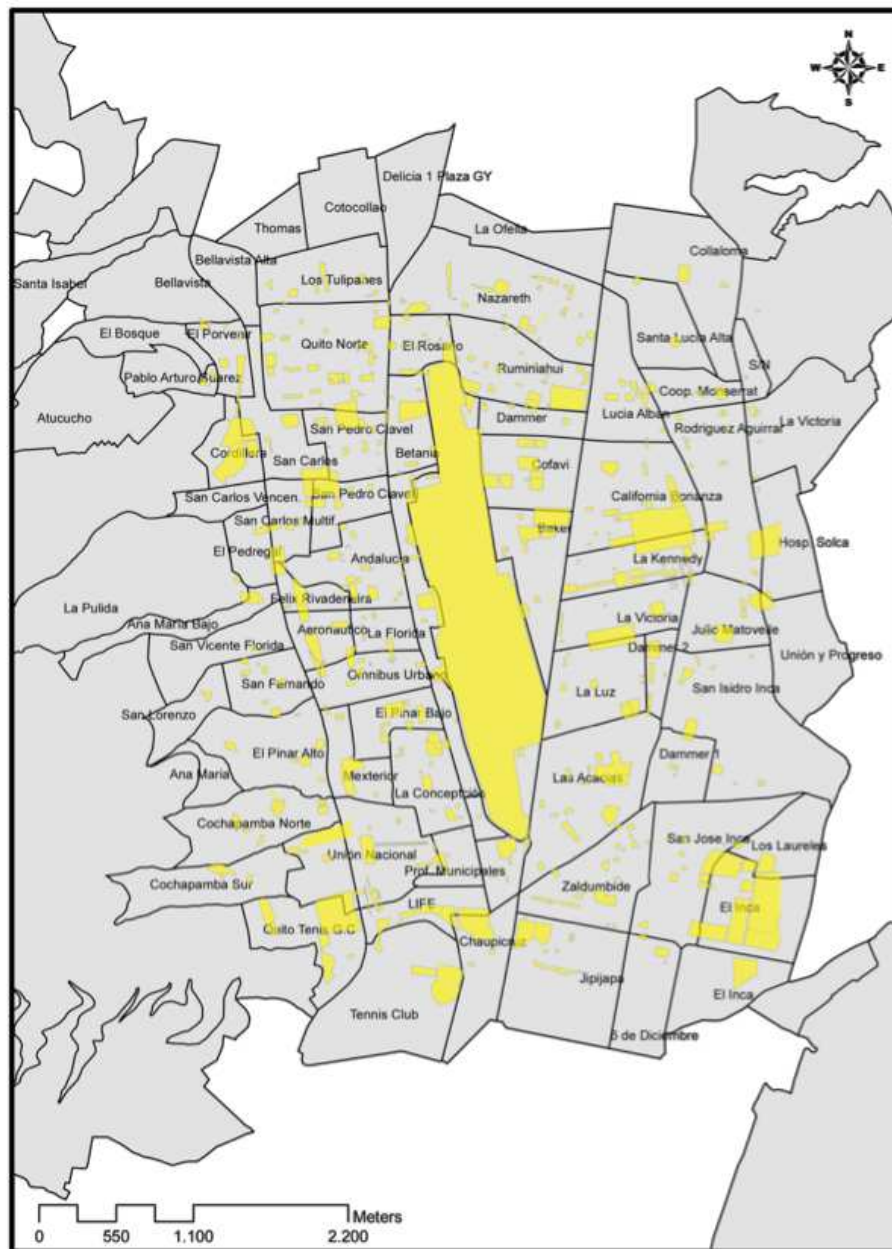 N
W E
S
Delicia 1 Plaza GY
Cotocollao
Thomas
La Ofelia
Collaloma
Bellavista Alta
Santa Isabel
Bellavista
Los Tulipanes
Nazareth
El Bosque
El Porvenir
Quito Norte
El Rosario
Santa Lucia Alta
Ruminiahui
S/N
Pablo Arturo Suarez
Coop. Monserrat
Atucucho
Dammer
Lucia Alban
San Pedro Clavel
Rodriguez Aguirrar
La Victoria
Cordillera
San Carlos
Betania
Cofavi
San Carlos Vencen.
San Pedro Clavel
California Bonanza
San Carlos Multif.
Baker
El Pedregal
Andalucia
La Kennedy
Hosp. Solca
La Pulida
Felix Rivadeneira
Ana Maria Bajo
Aeronautico
La Florida
La Victoria
Julio Matovelle
San Vicente Florida
Dammer 2
Unión y Progreso
San Fernando
Omnibus Urbano
La Luz
San Isidro Inca
San Lorenzo
El Pinar Bajo
El Pinar Alto
Dammer 1
Ana Maria
Mexterior
Las Acacias
La Concepción
Cochapamba Norte
San Jose Inca
Los Laureles
Unión Nacional
Prof. Municipales
Cochapamba Sur
Zaldumbide
LIFE
El Inca
Quito Tenis G.C
Chaupicruz
Jipijapa
El Inca
Tennis Club
6 de Diciembre
Meters
0 550 1.100 2.200